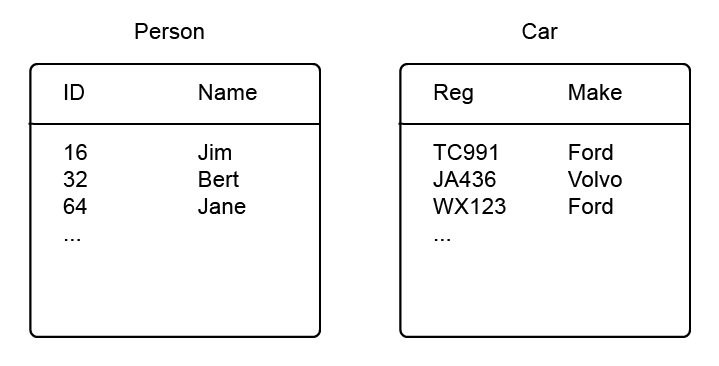 Person
ID Name
16 Jim
32 Bert
64 Jane
...
Car
Reg Make
TC991 Ford
JA436 Volvo
WX123 Ford
...